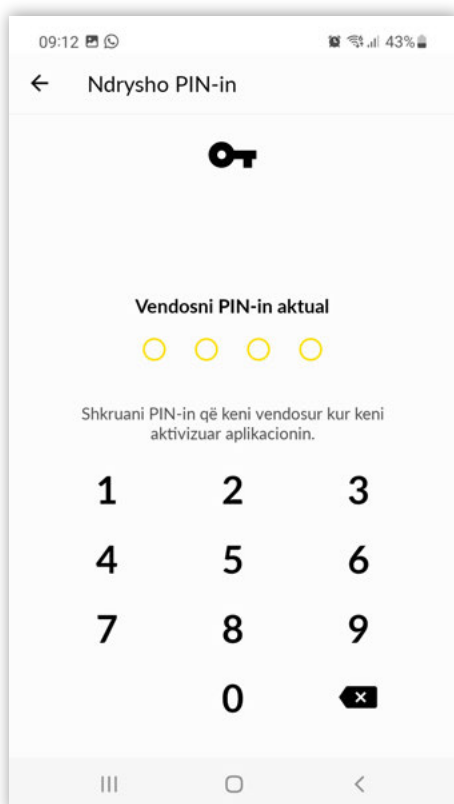 09:12 43%
Ndrysho PIN-in
Vendosni PIN-in aktual
Shkruani PIN-in që keni vendosur kur keni
aktivizuar aplikacionin.
1 2 3
4 5 6
7 8 9
0